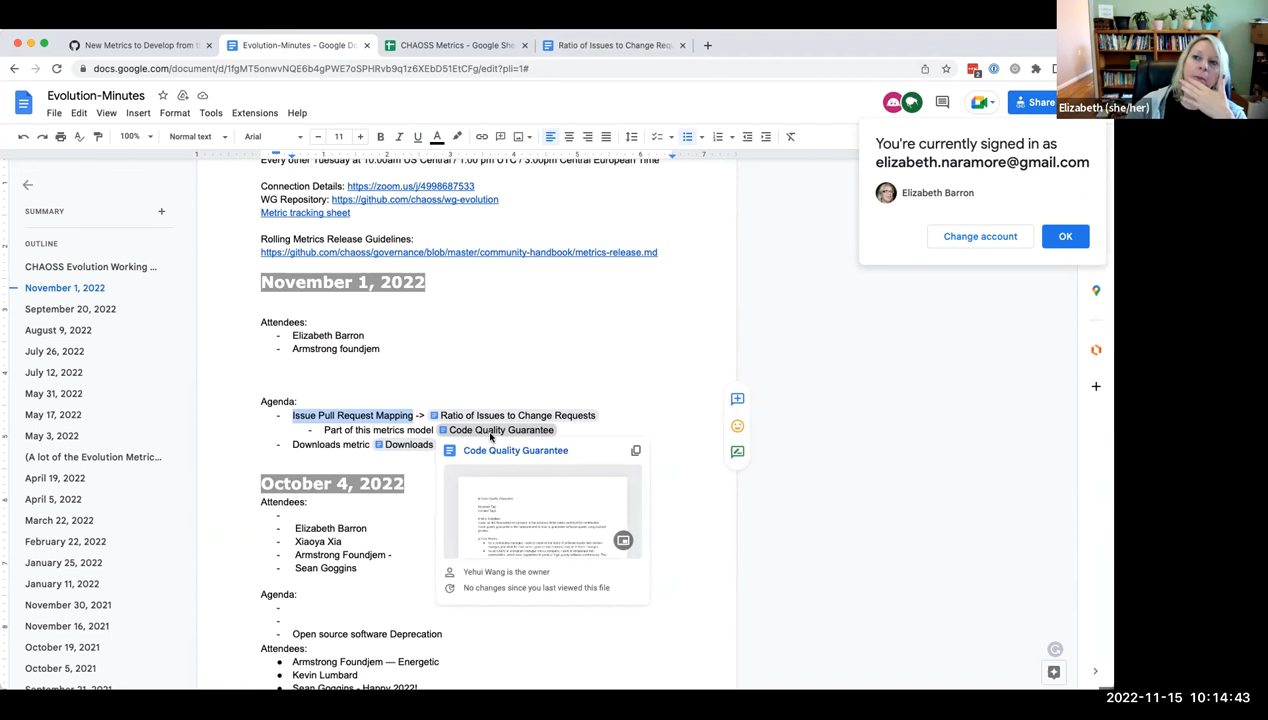 New Metrics to Develop from t
Evolution-Minutes - Google Do
CHAOSS Metrics - Google She
Ratio of Issues to Change Req
docs.google.com/document/d/1fgMT5onwvNQE6b4gPWE7oSPHRvb9q1z6XEbD51EtCFg/edit?pli=1#
2
Elizabeth (she/her)
Evolution-Minutes
File Edit View Insert Format Tools Extensions Help
Share
100% Normal text Arial 11
You're currently signed in as
elizabeth.naramore@gmail.com
Elizabeth Barron
Change account OK
SUMMARY
OUTLINE
CHAOSS Evolution Working ...
November 1, 2022
September 20, 2022
August 9, 2022
July 26, 2022
July 12, 2022
May 31, 2022
May 17, 2022
May 3, 2022
(A lot of the Evolution Metric...
April 19, 2022
April 5, 2022
March 22, 2022
February 22, 2022
January 25, 2022
January 11, 2022
November 30, 2021
November 16, 2021
October 19, 2021
October 5, 2021
September 21, 2021
Every other Tuesday at 10:00am US Central / 1:00 pm UTC / 3:00pm Central European Time
Connection Details: https://zoom.us/j/4998687533
WG Repository: https://github.com/chaoss/wg-evolution
Metric tracking sheet
Rolling Metrics Release Guidelines:
https://github.com/chaoss/governance/blob/master/community-handbook/metrics-release.md
November 1, 2022
Attendees:
- Elizabeth Barron
- Armstrong foundjem
Agenda:
- Issue Pull Request Mapping -> Ratio of Issues to Change Requests
- Part of this metrics model Code Quality Guarantee
- Downloads metric Downloads
Code Quality Guarantee
Yehui Wang is the owner
No changes since you last viewed this file
October 4, 2022
Attendees:
-
- Elizabeth Barron
- Xiaoya Xia
- Armstrong Foundjem -
- Sean Goggins
Agenda:
-
-
- Open source software Deprecation
Attendees:
● Armstrong Foundjem — Energetic
● Kevin Lumbard
● Sean Goggins - Happy 2022!
2022-11-15 10:14:43